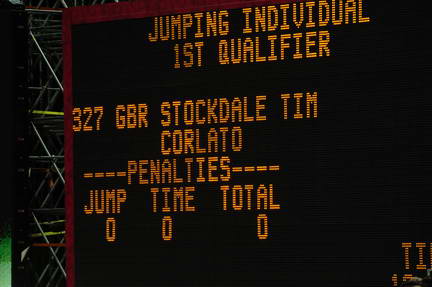 JUMPING INDIVIDUAL
1ST QUALIFIER
327 GBR STOCKDALE TIM
CORLATO
----PENALTIES----
JUMP TIME TOTAL
0 0 0